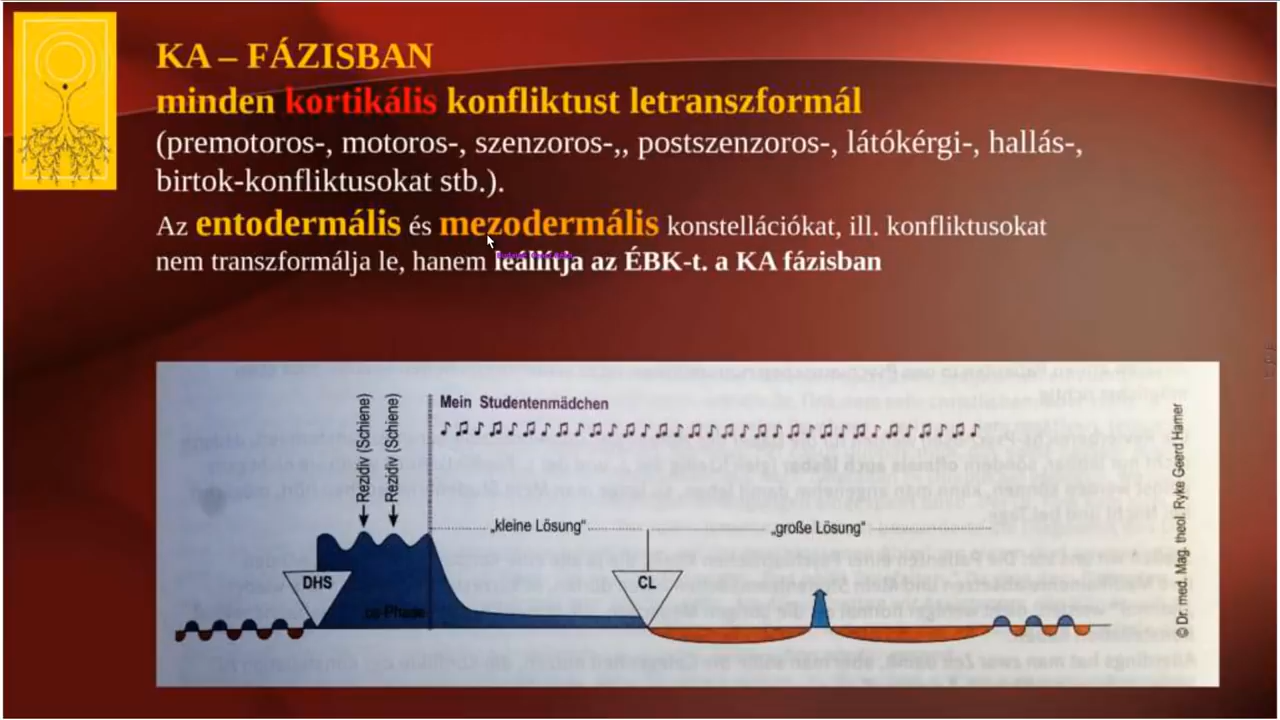 KA – FÁZISBAN
minden kortikális konfliktust letranszformál
(premotoros-, motoros-, szenzoros-,, postszenzoros-, látókérgi-, hallás-,
birtok-konfliktusokat stb.).
Az entodermális és mezodermális konstellációkat, ill. konfliktusokat
nem transzformálja le, hanem leállítja az ÉBK-t. a KA fázisban
Rezidiv (Schiene)
Rezidiv (Schiene)
Mein Studentenmädchen
„kleine Lösung“
„große Lösung“
DHS
ca-Phase
CL
© Dr. med. Mag. theol. Ryke Geerd Hamer